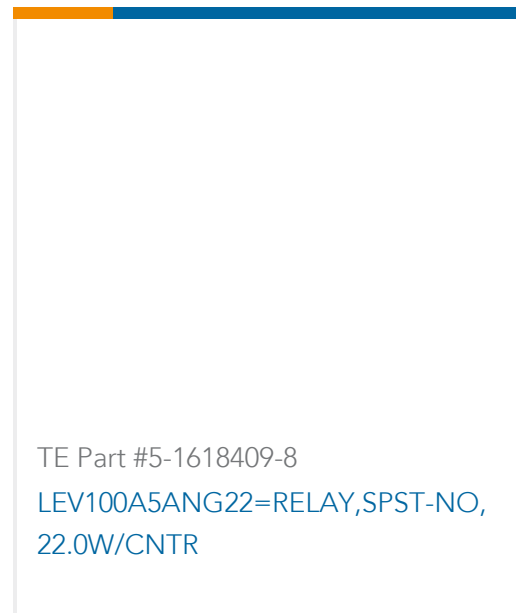 TE Part #5-1618409-8
LEV100A5ANG22=RELAY,SPST-NO,
22.0W/CNTR